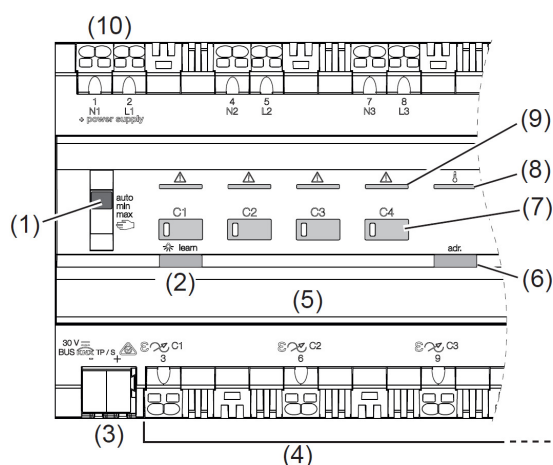 (10)
1 2 4 5 7 8
N1 L1 N2 L2 N3 L3
+ power supply
(9)
(8)
(1)
auto
min
max
C1 C2 C3 C4
(7)
learn
adr.
(2)
(6)
(5)
30 V
BUS TP / S
- +
C1 C2 C3
3 6 9
(3)
(4)